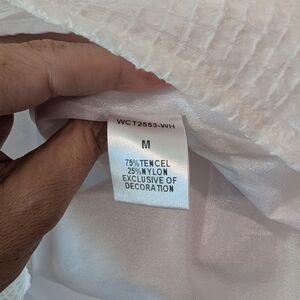 WCT2553-WH
M
75%TENCEL
25%NYLON
EXCLUSIVE OF
DECORATION